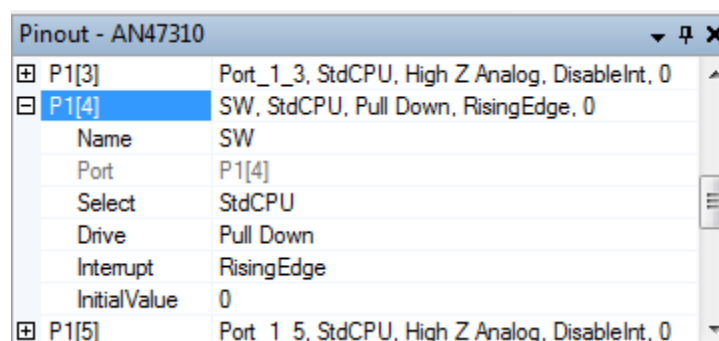 Pinout - AN47310
P1[3] Port_1_3, StdCPU, High Z Analog, DisableInt, 0
P1[4] SW, StdCPU, Pull Down, RisingEdge, 0
Name SW
Port P1[4]
Select StdCPU
Drive Pull Down
Interrupt RisingEdge
InitialValue 0
P1[5] Port_1_5, StdCPU, High Z Analog, DisableInt, 0